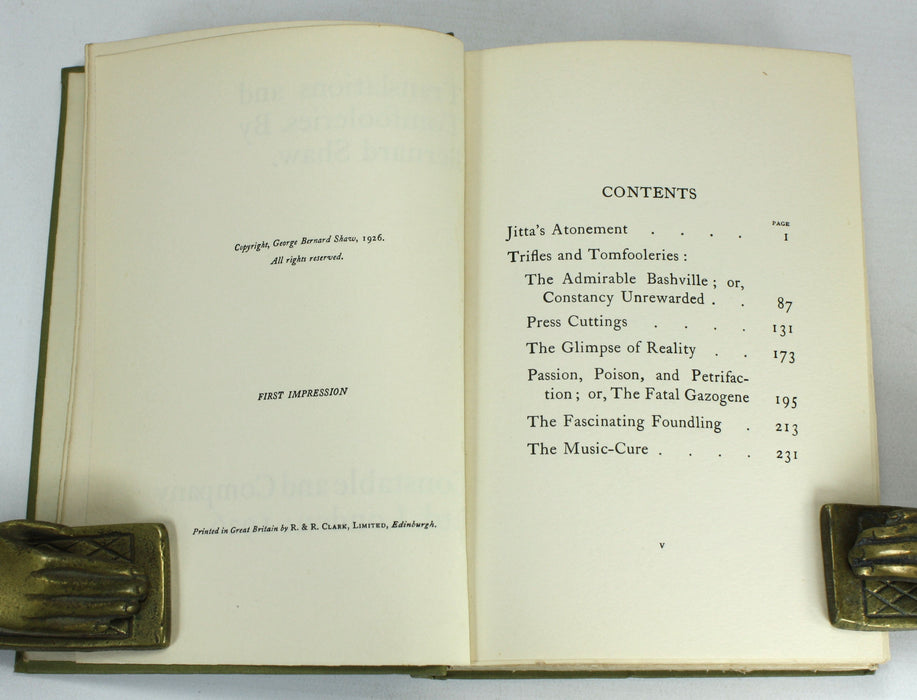 Copyright, George Bernard Shaw, 1926.
All rights reserved.
FIRST IMPRESSION
Printed in Great Britain by R. & R. CLARK, LIMITED, Edinburgh.
CONTENTS
PAGE
Jitta's Atonement . . . . 1
Trifles and Tomfooleries :
The Admirable Bashville ; or,
Constancy Unrewarded . . 87
Press Cuttings . . . . 131
The Glimpse of Reality . . 173
Passion, Poison, and Petrifac-
tion ; or, The Fatal Gazogene 195
The Fascinating Foundling . 213
The Music-Cure . . . . 231
v